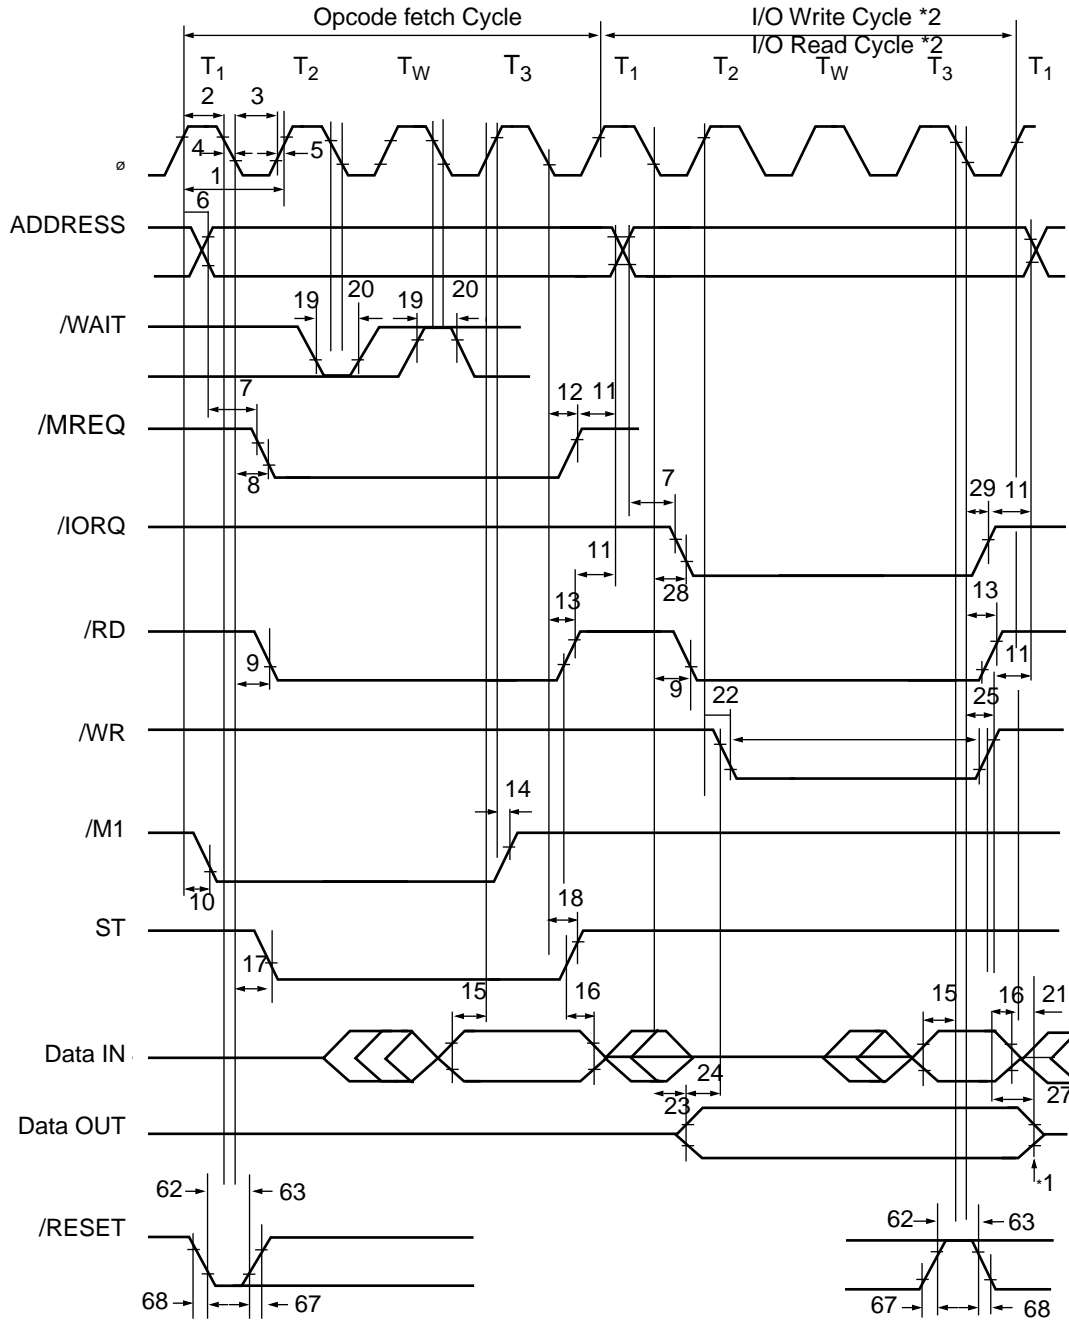 Opcode fetch Cycle
I/O Write Cycle *2
I/O Read Cycle *2
T1 T2 TW T3 T1 T2 TW T3 T1
2 3
4 5
ø
1
6
ADDRESS
19 20 19 20
/WAIT
7
12 11
/MREQ
8
7 29 11
/IORQ
11
28
13 13
/RD
9 11
9
22 25
/WR
14
/M1
10
18
ST
17
15 16 15 16 21
Data IN
24
23 27
Data OUT
*1
62 63
62 63
/RESET
68 67
67 68